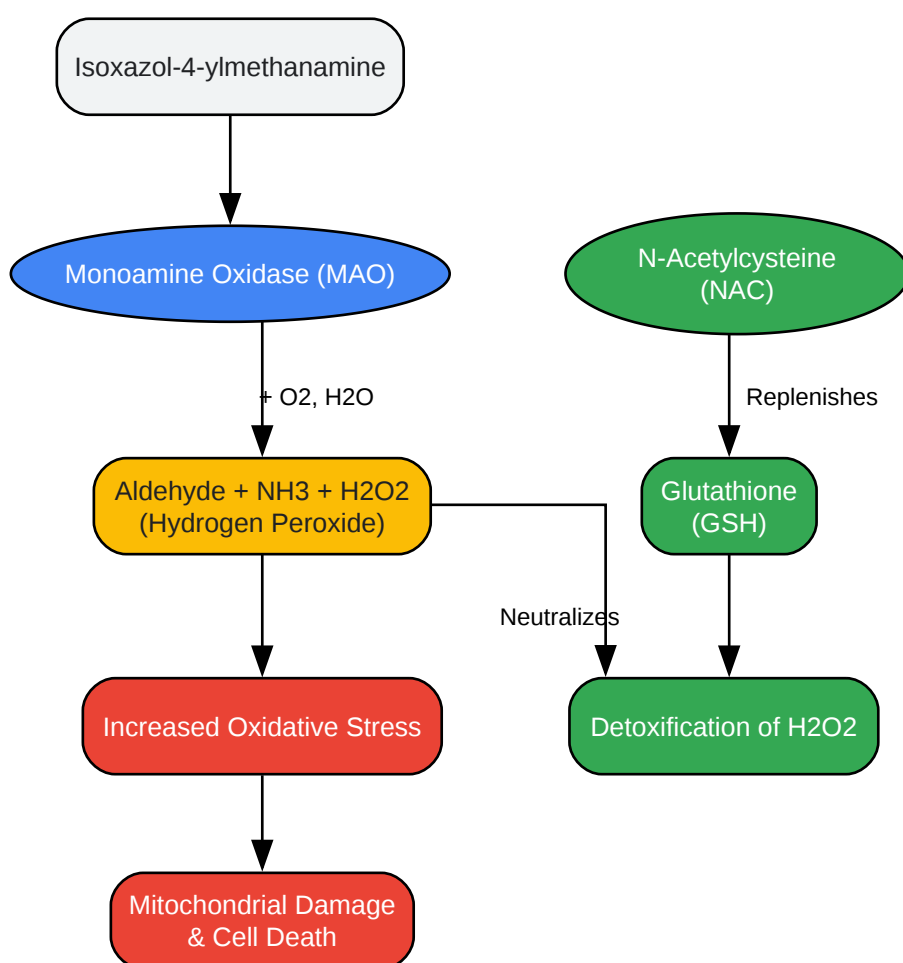 Isoxazol-4-ylmethanamine
Monoamine Oxidase (MAO)
N-Acetylcysteine
(NAC)
+ O2, H2O
Replenishes
Aldehyde + NH3 + H2O2
(Hydrogen Peroxide)
Glutathione
(GSH)
Neutralizes
Increased Oxidative Stress
Detoxification of H2O2
Mitochondrial Damage
& Cell Death